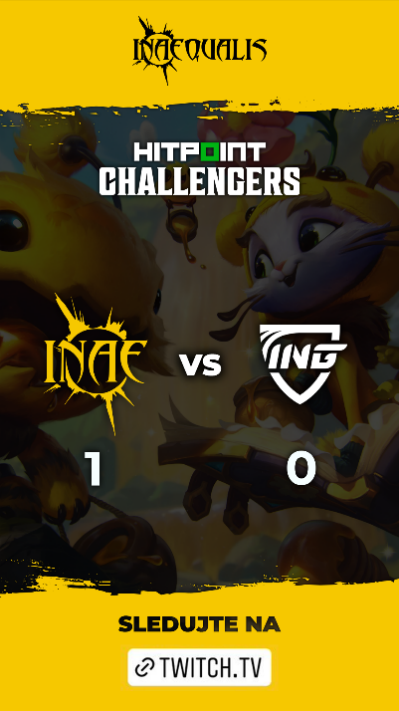 INAEQUALIS
HITPOINT
CHALLENGERS
INAE vs ING
1 0
SLEDUJTE NA
TWITCH.TV